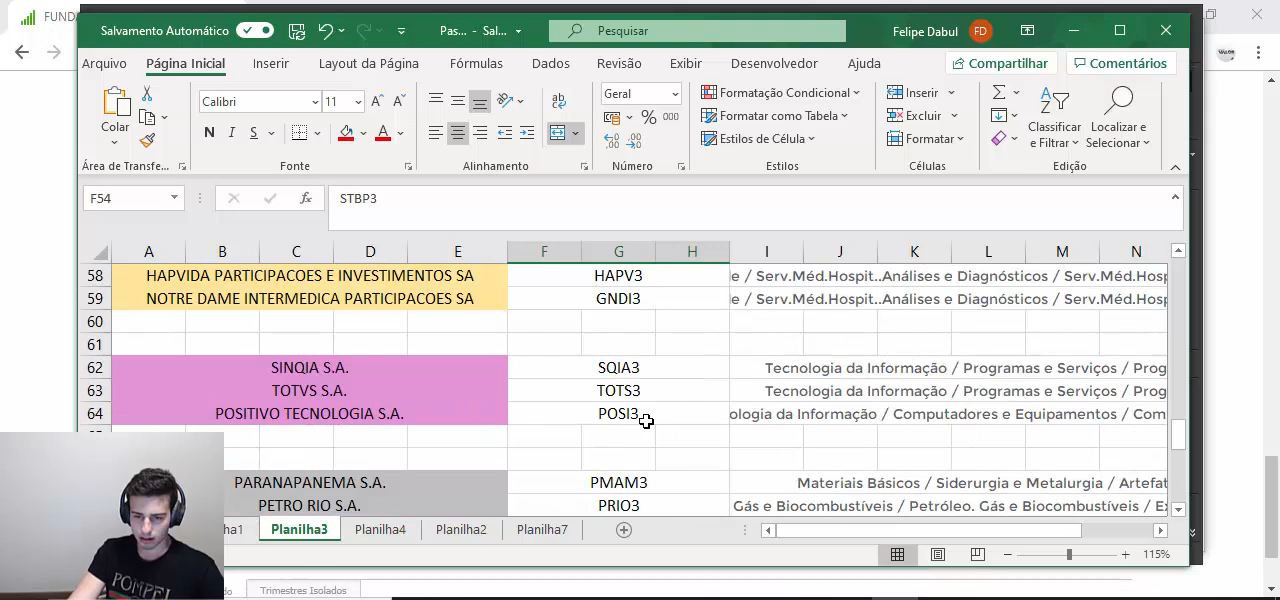 FUND
Salvamento Automático
Pas... - Sal...
Pesquisar
Felipe Dabul
FD
Arquivo Página Inicial Inserir Layout da Página Fórmulas Dados Revisão Exibir Desenvolvedor Ajuda Compartilhar Comentários
Colar
Área de Transfe...
Calibri 11
N I S
Fonte
Alinhamento
Geral
% 000
Número
Formatação Condicional
Formatar como Tabela
Estilos de Célula
Estilos
Inserir
Excluir
Formatar
Células
Classificar e Filtrar
Localizar e Selecionar
Edição
F54 fx STBP3
A B C D E F G H I J K L M N
58 HAPVIDA PARTICIPACOES E INVESTIMENTOS SA HAPV3 e / Serv.Méd.Hospit..Análises e Diagnósticos / Serv.Méd.Hosp
59 NOTRE DAME INTERMEDICA PARTICIPACOES SA GNDI3 e / Serv.Méd.Hospit..Análises e Diagnósticos / Serv.Méd.Hosp
60
61
62 SINQIA S.A. SQIA3 Tecnologia da Informação / Programas e Serviços / Prog
63 TOTVS S.A. TOTS3 Tecnologia da Informação / Programas e Serviços / Prog
64 POSITIVO TECNOLOGIA S.A. POSI3 ologia da Informação / Computadores e Equipamentos / Com
PARANAPANEMA S.A. PMAM3 Materiais Básicos / Siderurgia e Metalurgia / Artefa
PETRO RIO S.A. PRIO3 Gás e Biocombustíveis / Petróleo. Gás e Biocombustíveis / Ex
ha1 Planilha3 Planilha4 Planilha2 Planilha7
115%
POMPEI
do Trimestres Isolados